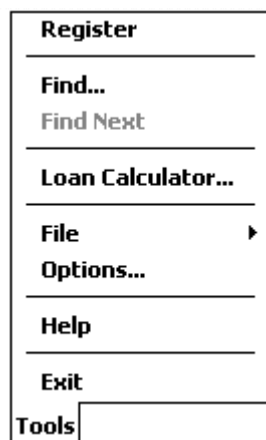 Register
Find...
Find Next
Loan Calculator...
File
Options...
Help
Exit
Tools